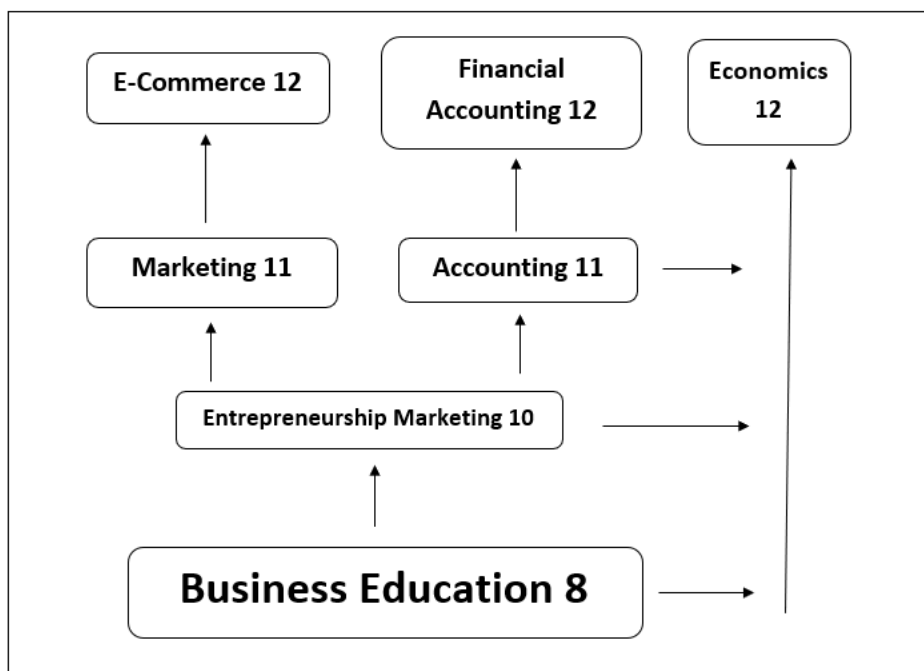 E-Commerce 12
Financial
Accounting 12
Economics
12
Marketing 11
Accounting 11
Entrepreneurship Marketing 10
Business Education 8